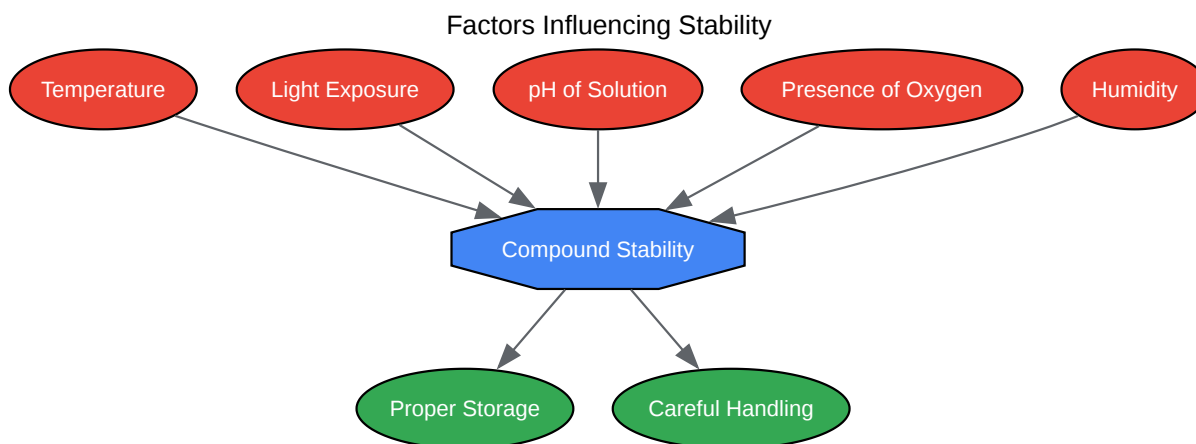 Factors Influencing Stability
Temperature
Light Exposure
pH of Solution
Presence of Oxygen
Humidity
Compound Stability
Proper Storage
Careful Handling